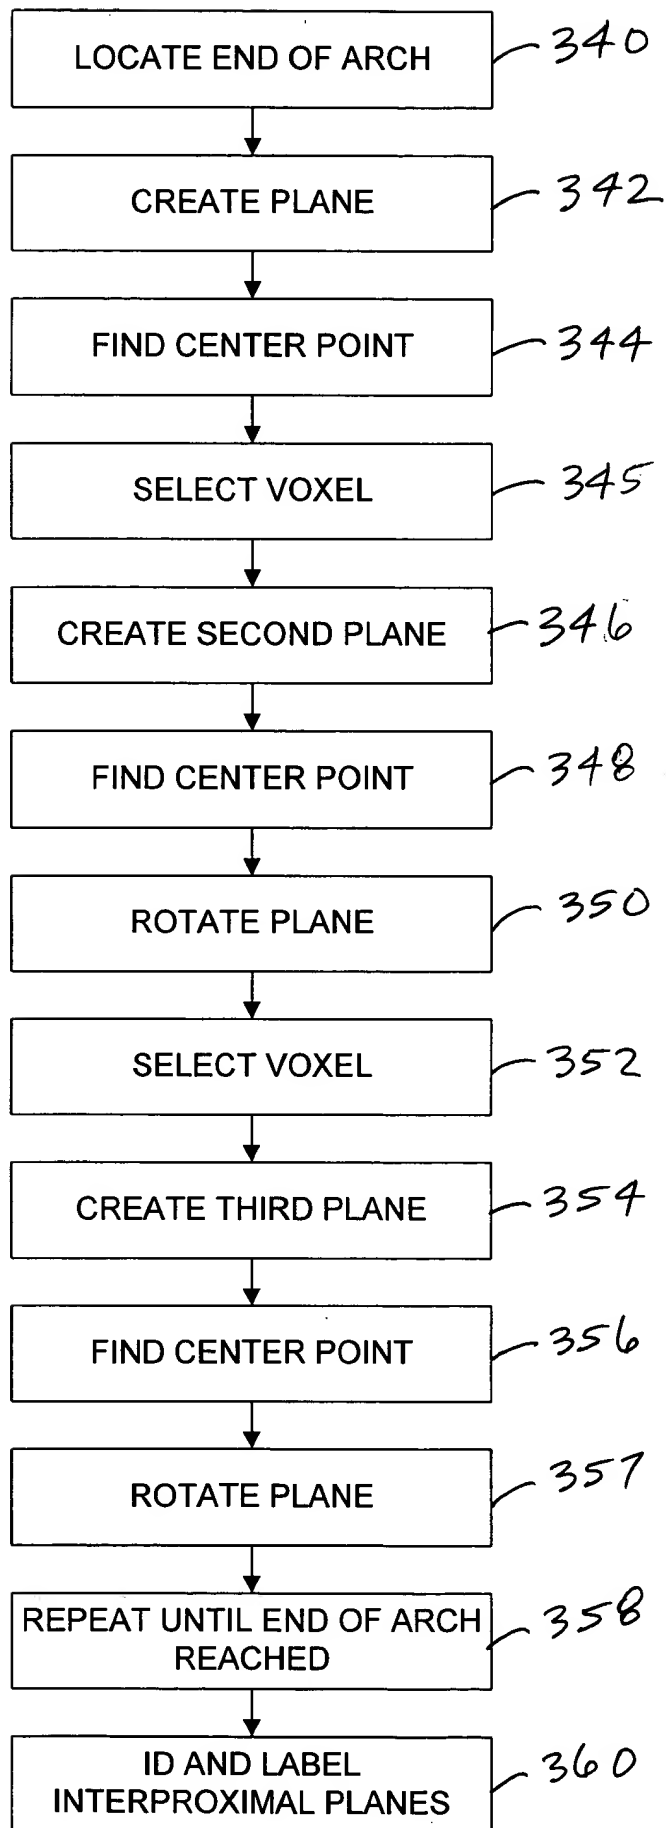 LOCATE END OF ARCH
340
CREATE PLANE
342
FIND CENTER POINT
344
SELECT VOXEL
345
CREATE SECOND PLANE
346
FIND CENTER POINT
348
ROTATE PLANE
350
SELECT VOXEL
352
CREATE THIRD PLANE
354
FIND CENTER POINT
356
ROTATE PLANE
357
REPEAT UNTIL END OF ARCH
REACHED
358
ID AND LABEL
INTERPROXIMAL PLANES
360